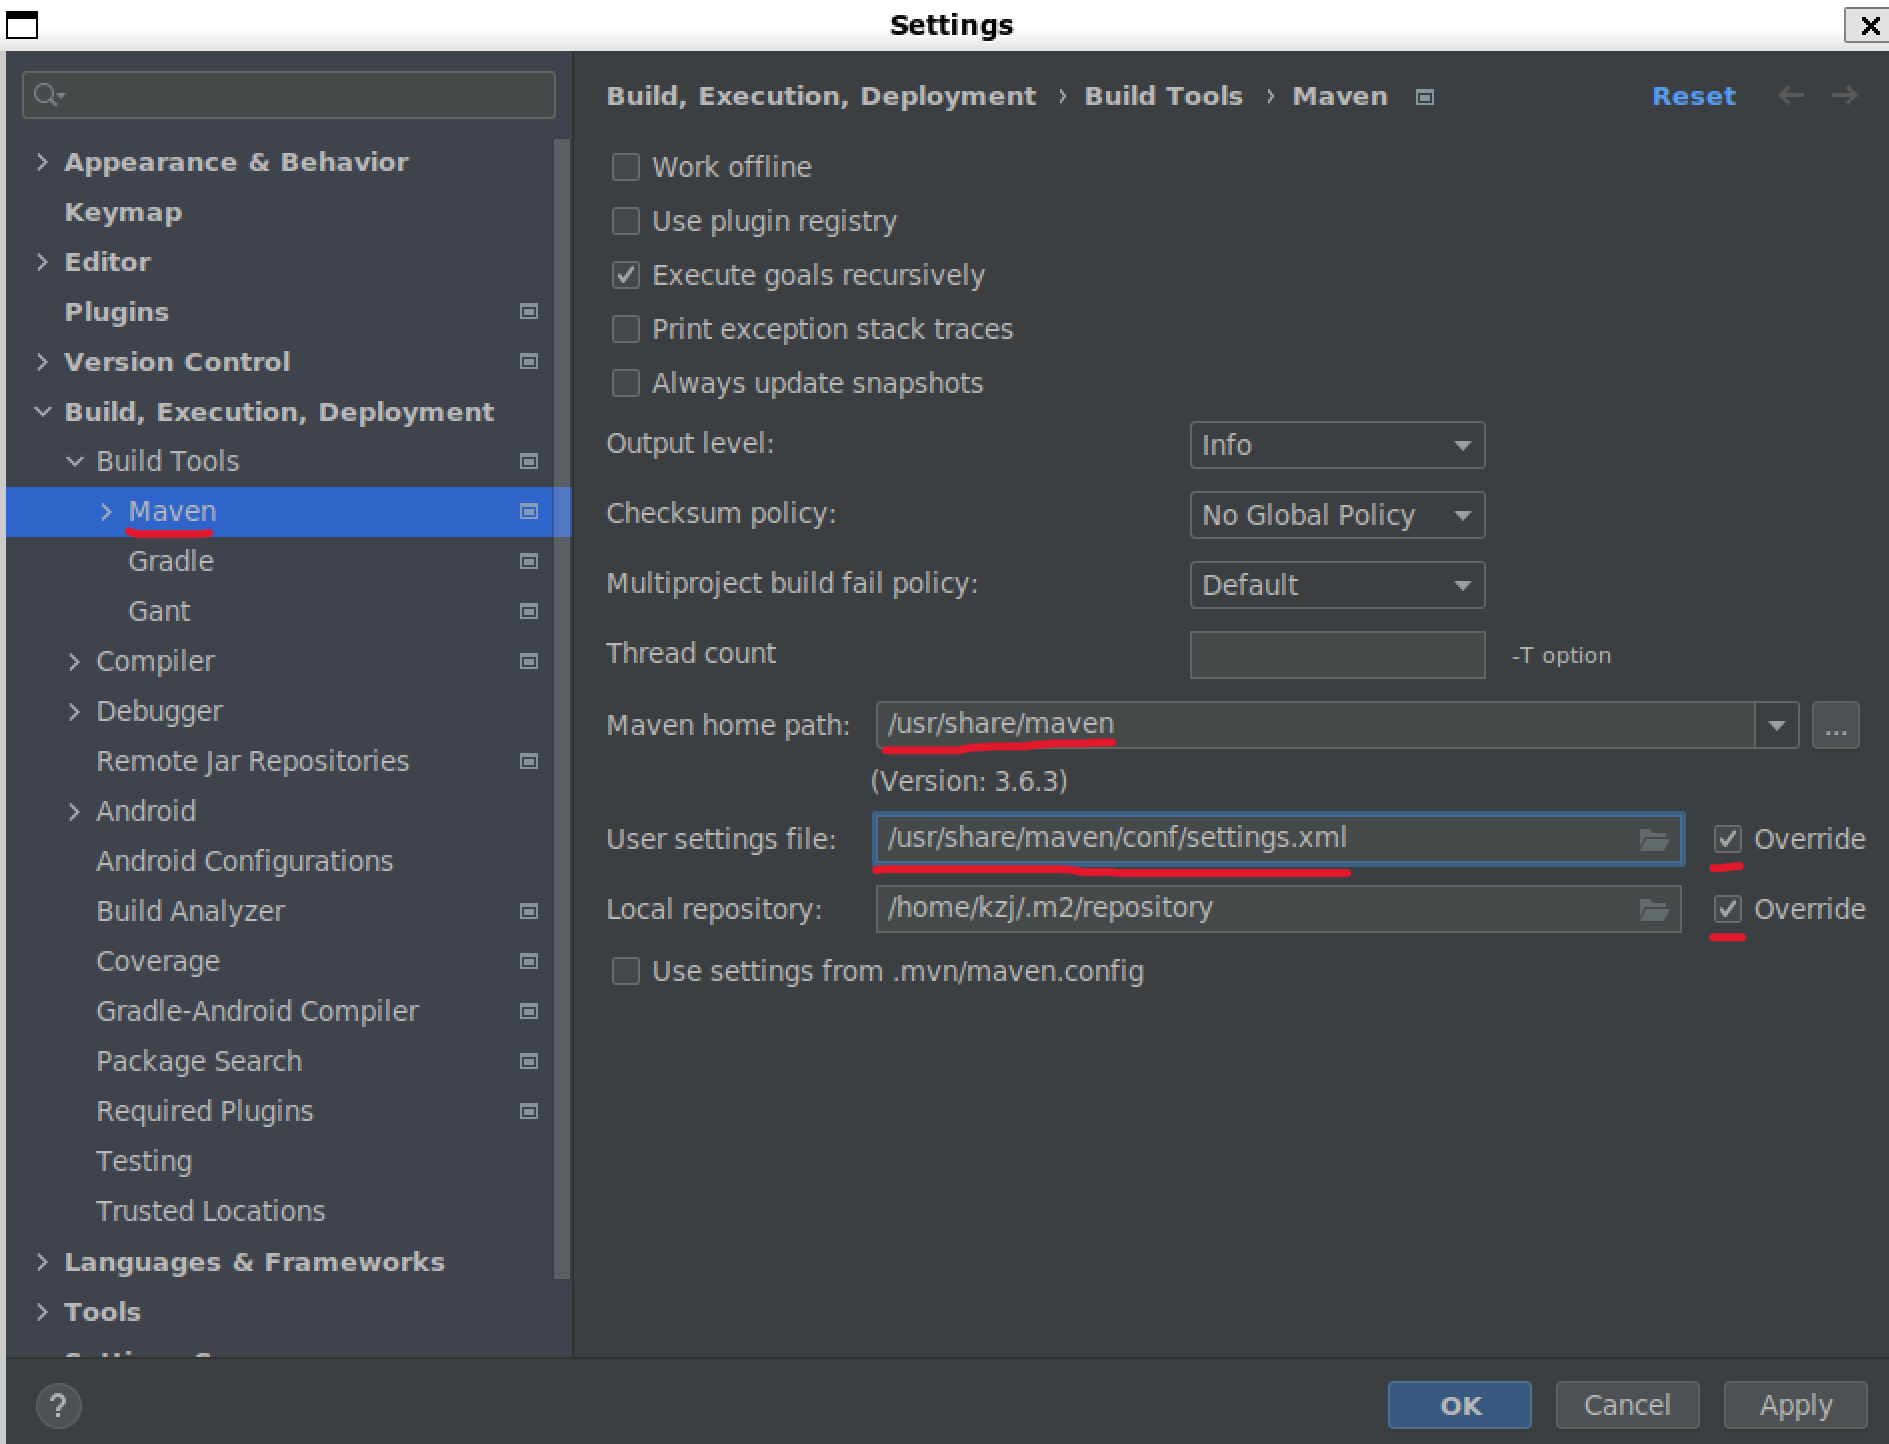 Settings
Appearance & Behavior
Keymap
Editor
Plugins
Version Control
Build, Execution, Deployment
Build Tools
Maven
Gradle
Gant
Compiler
Debugger
Remote Jar Repositories
Android
Android Configurations
Build Analyzer
Coverage
Gradle-Android Compiler
Package Search
Required Plugins
Testing
Trusted Locations
Languages & Frameworks
Tools
Build, Execution, Deployment › Build Tools › Maven Reset
Work offline
Use plugin registry
Execute goals recursively
Print exception stack traces
Always update snapshots
Output level: Info
Checksum policy: No Global Policy
Multiproject build fail policy: Default
Thread count -T option
Maven home path: /usr/share/maven ...
(Version: 3.6.3)
User settings file: /usr/share/maven/conf/settings.xml Override
Local repository: /home/kzj/.m2/repository Override
Use settings from .mvn/maven.config
? OK Cancel Apply